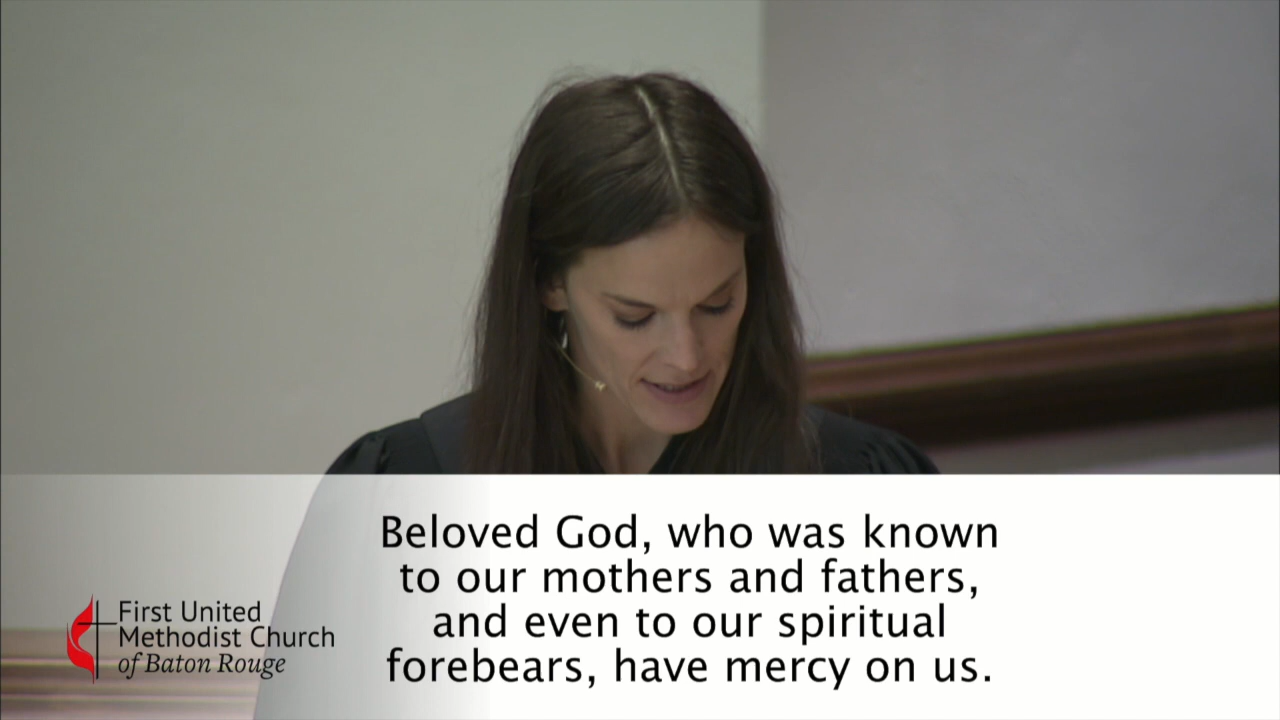 Beloved God, who was known
to our mothers and fathers,
and even to our spiritual
forebears, have mercy on us.
First United
Methodist Church
of Baton Rouge